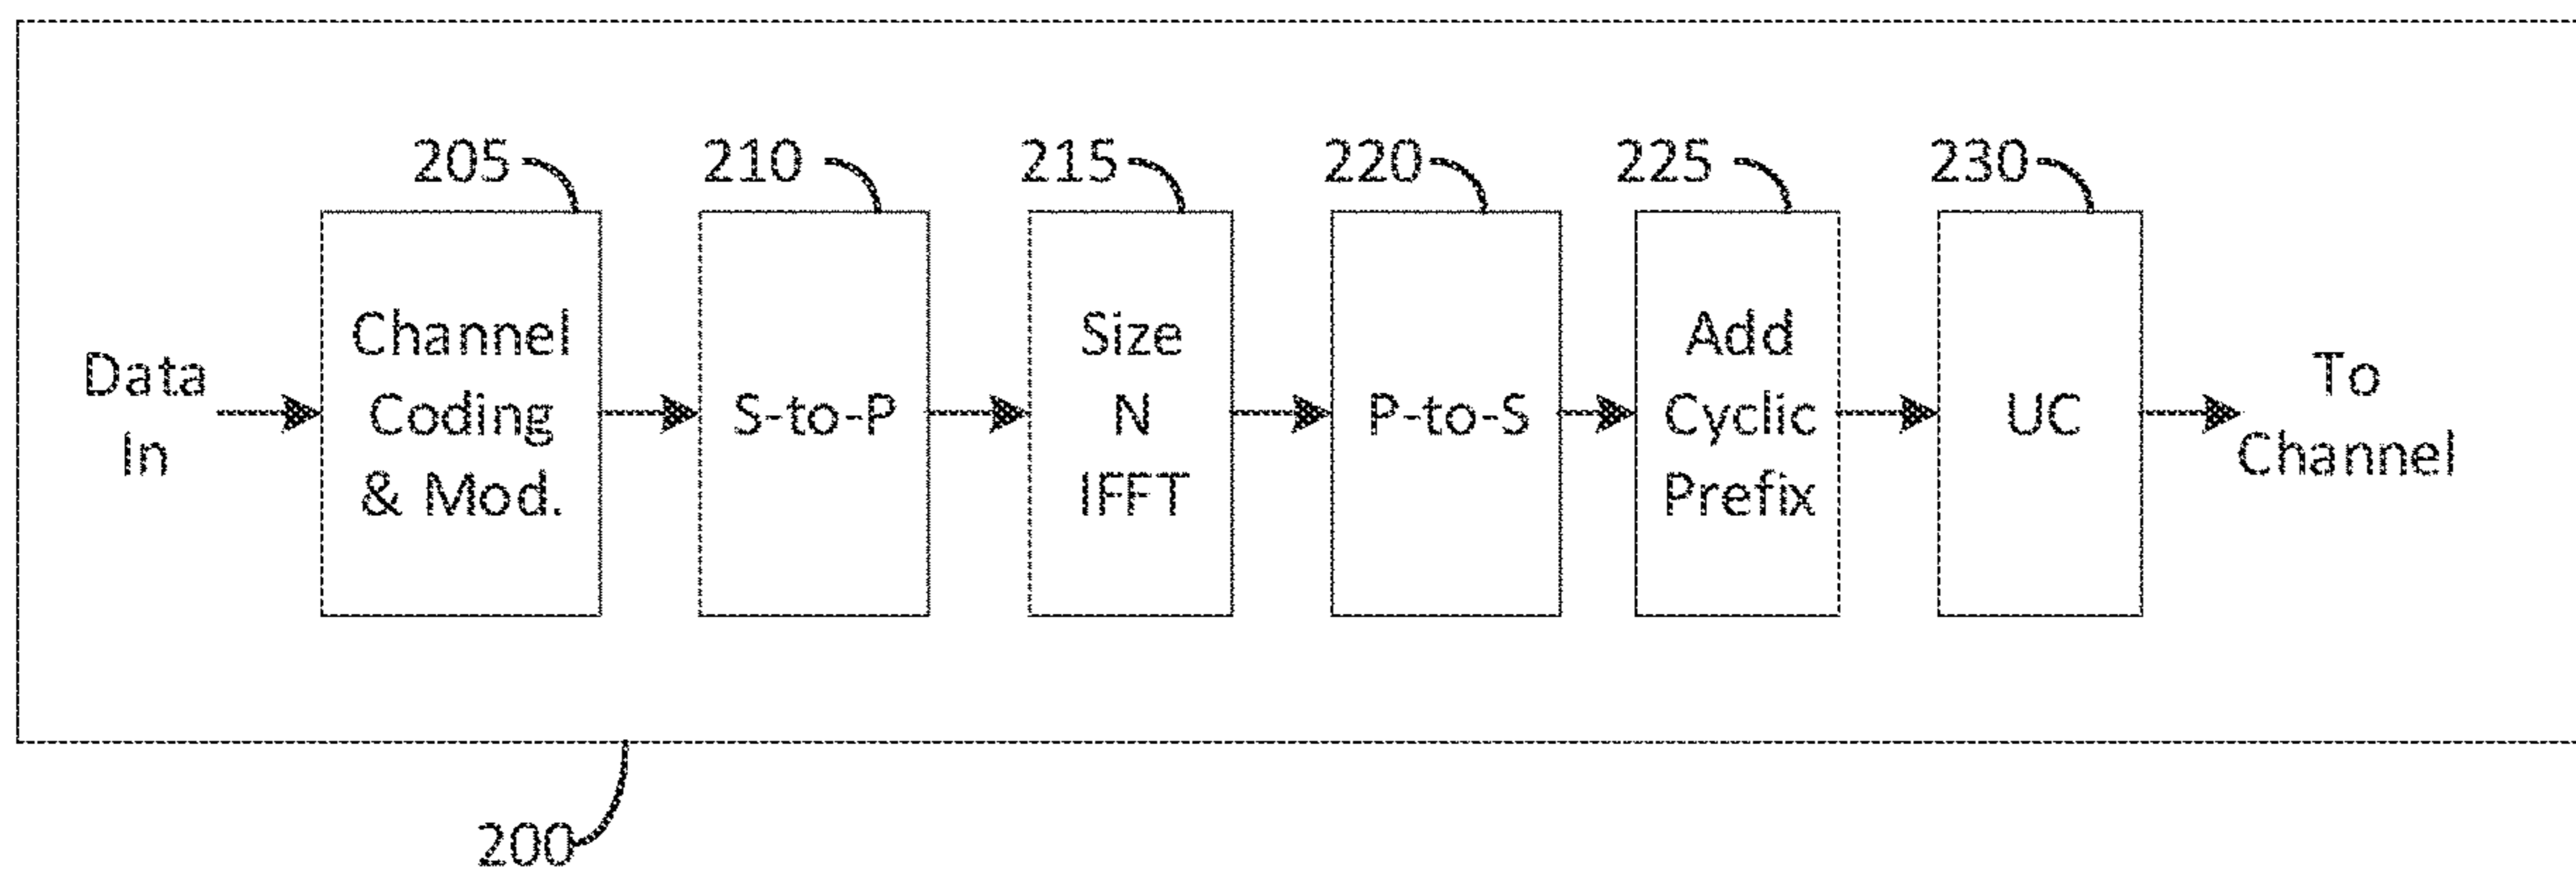 205
210
215
220
225
230
Data
In
Channel
Coding
& Mod.
S-to-P
Size
N
IFFT
P-to-S
Add
Cyclic
Prefix
UC
To
Channel
200